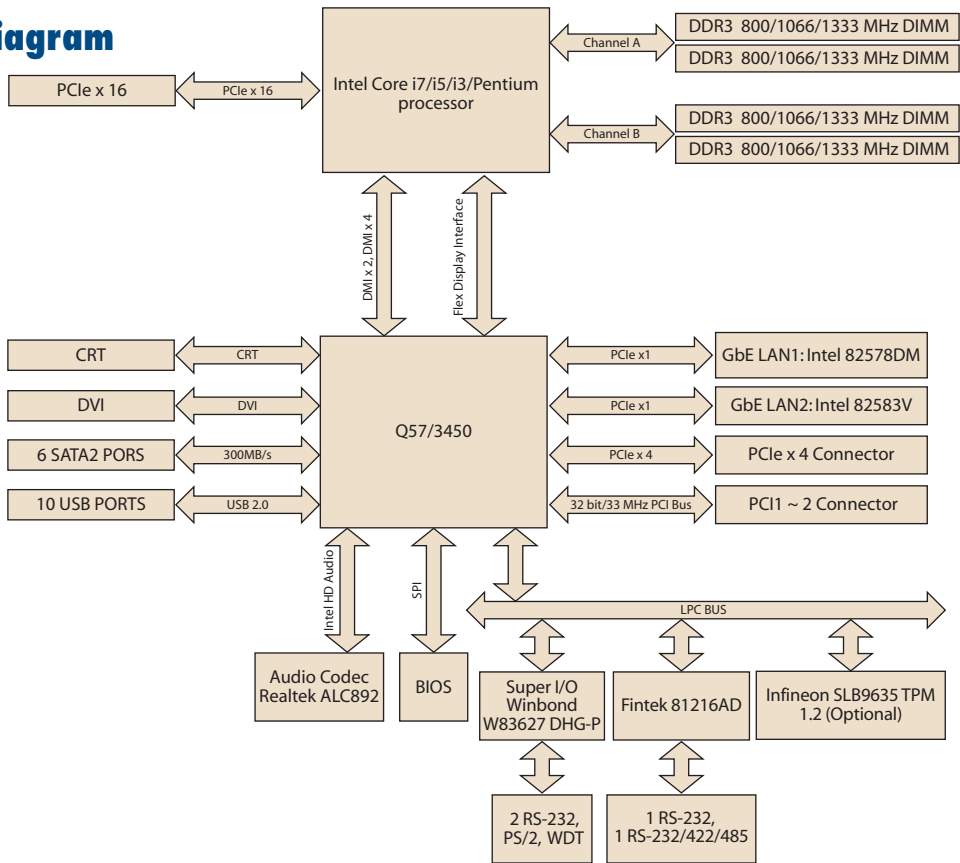 iagram
DDR3 800/1066/1333 MHz DIMM
Channel A
DDR3 800/1066/1333 MHz DIMM
PCIe x 16
PCIe x 16
Intel Core i7/i5/i3/Pentium
processor
DDR3 800/1066/1333 MHz DIMM
Channel B
DDR3 800/1066/1333 MHz DIMM
DMI x 2, DMI x 4
Flex Display Interface
CRT
CRT
PCIe x1
GbE LAN1: Intel 82578DM
DVI
DVI
PCIe x1
GbE LAN2: Intel 82583V
Q57/3450
6 SATA2 PORS
300MB/s
PCIe x 4
PCIe x 4 Connector
10 USB PORTS
USB 2.0
32 bit/33 MHz PCI Bus
PCI1 ~ 2 Connector
Intel HD Audio
SPI
LPC BUS
Audio Codec
Realtek ALC892
BIOS
Super I/O
Winbond
W83627 DHG-P
Fintek 81216AD
Infineon SLB9635 TPM
1.2 (Optional)
2 RS-232,
PS/2, WDT
1 RS-232,
1 RS-232/422/485